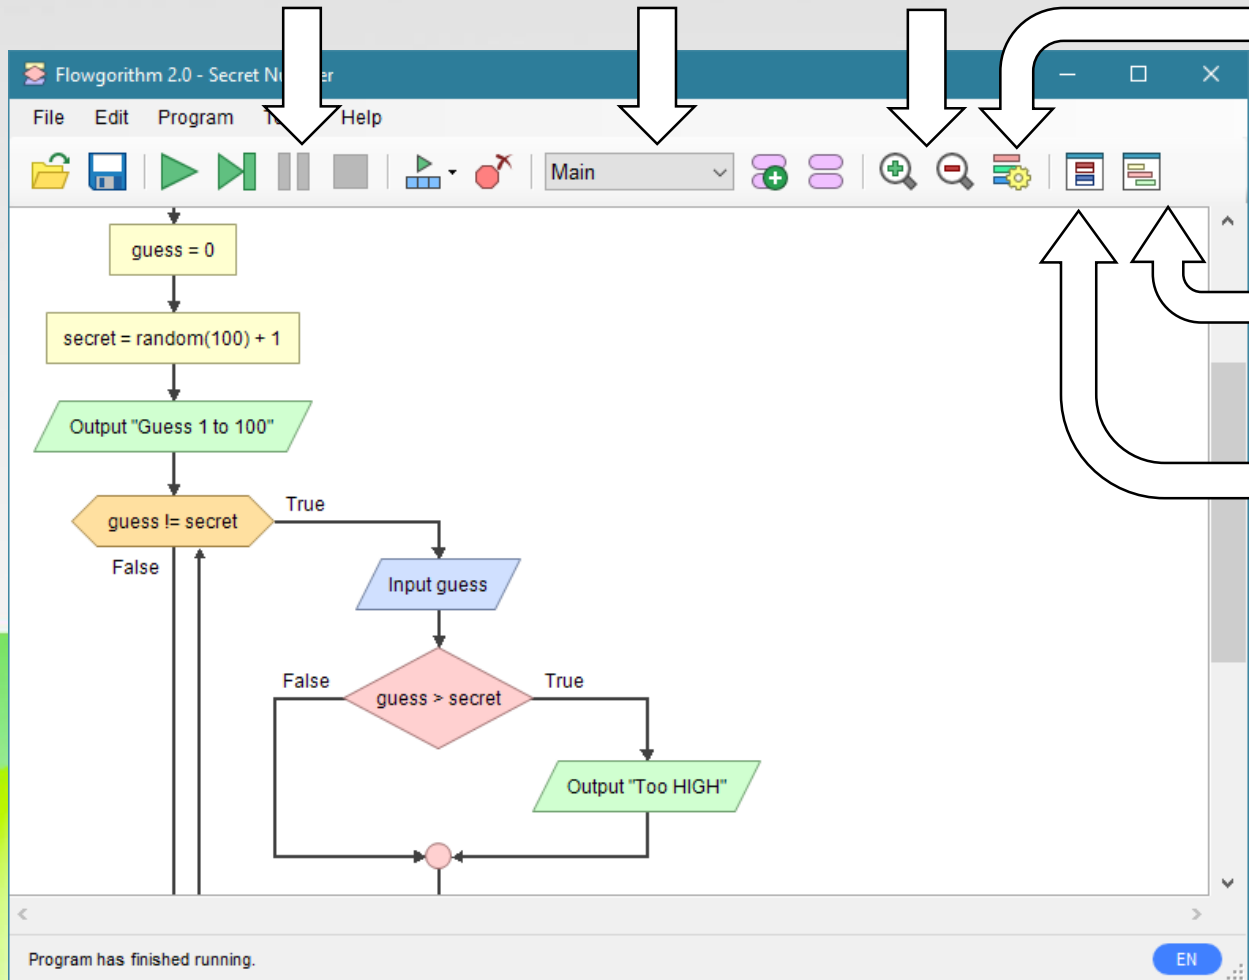 Flowgorithm 2.0 - Secret N er
File Edit Program Help
Main
guess = 0
secret = random(100) + 1
Output "Guess 1 to 100"
guess != secret
True
False
Input guess
guess > secret
False
True
Output "Too HIGH"
Program has finished running.
EN